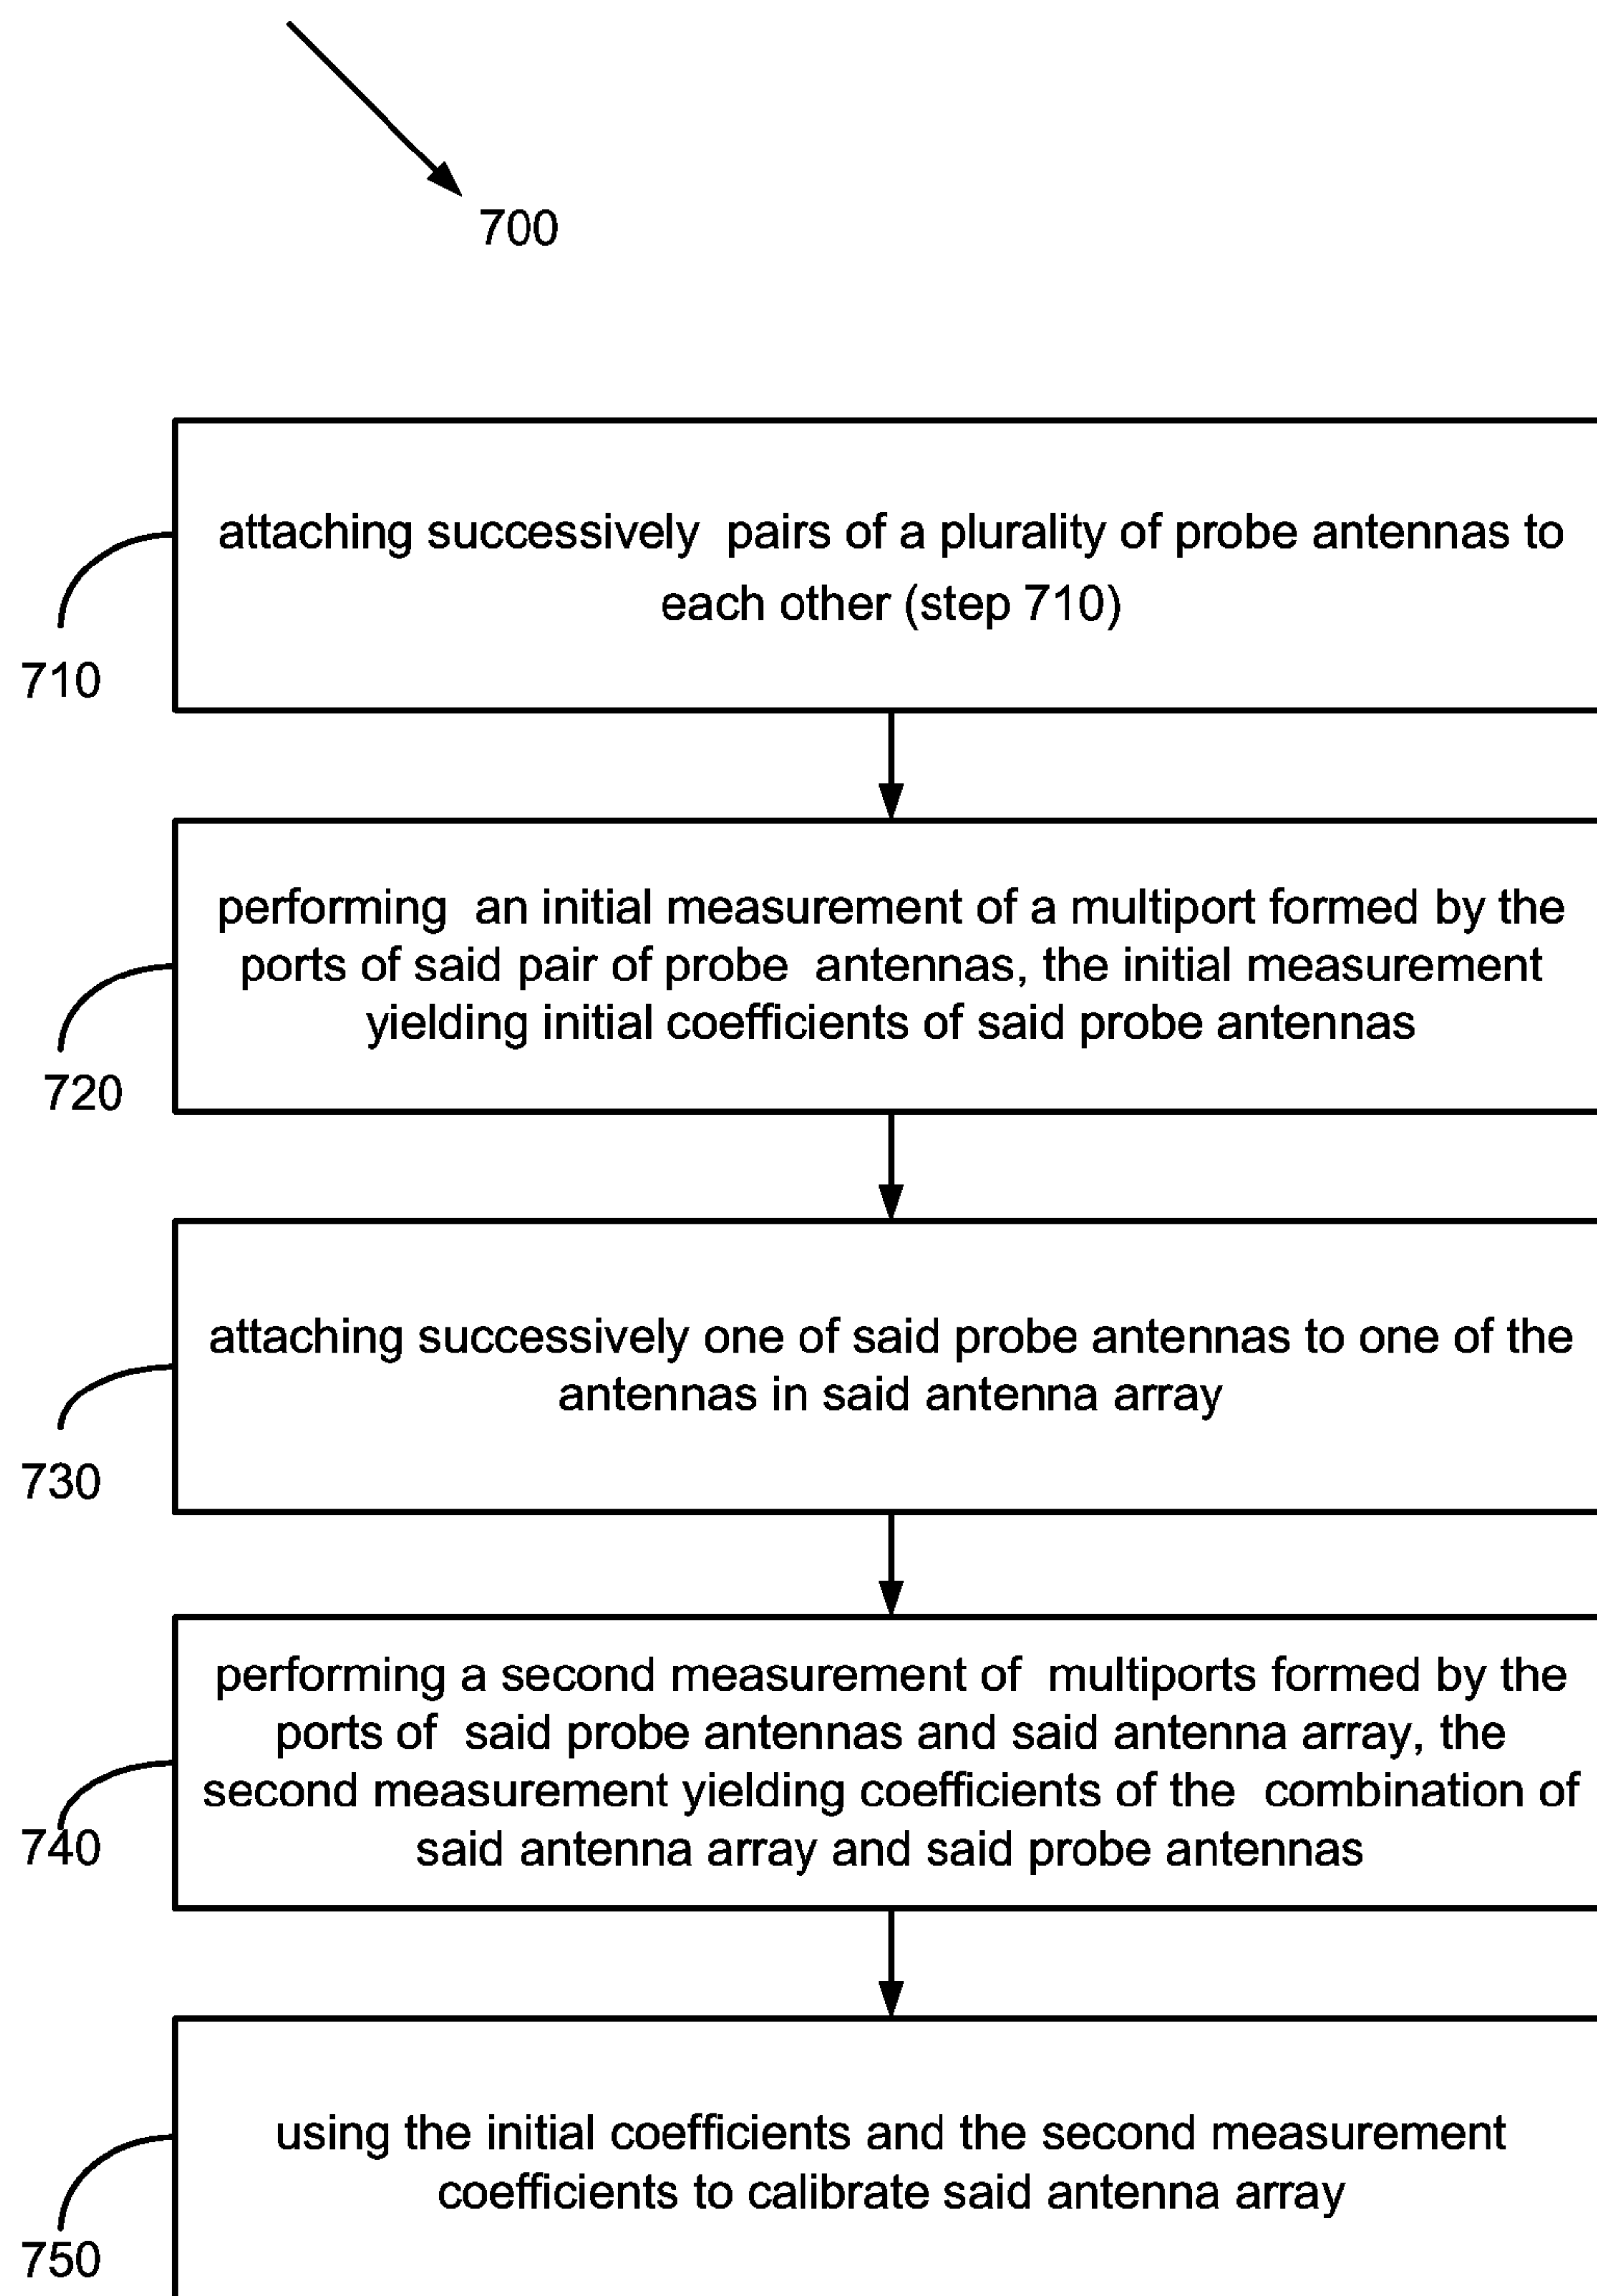 700
attaching successively pairs of a plurality of probe antennas to
each other (step 710)
710
performing an initial measurement of a multiport formed by the
ports of said pair of probe antennas, the initial measurement
yielding initial coefficients of said probe antennas
720
attaching successively one of said probe antennas to one of the
antennas in said antenna array
730
performing a second measurement of multiports formed by the
ports of said probe antennas and said antenna array, the
second measurement yielding coefficients of the combination of
said antenna array and said probe antennas
740
using the initial coefficients and the second measurement
coefficients to calibrate said antenna array
750